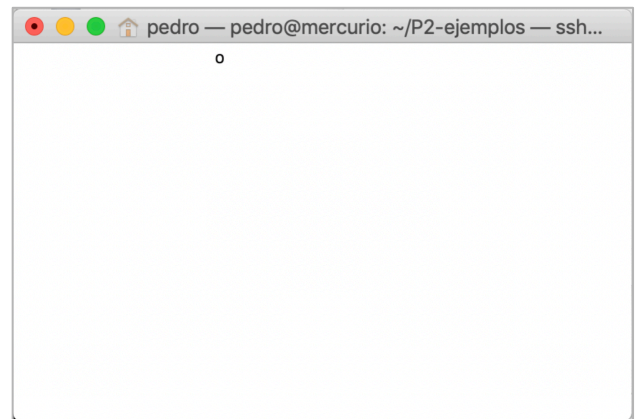 pedro — pedro@mercurio: ~/P2-ejemplos — ssh...
o